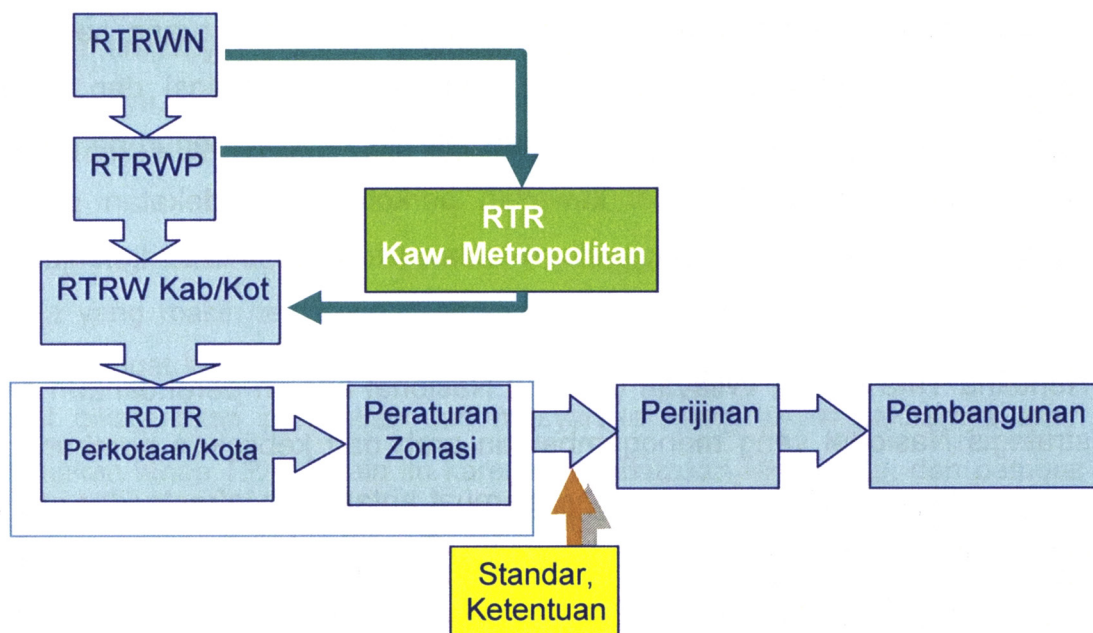 RTRWN
RTRWP
RTR
Kaw. Metropolitan
RTRW Kab/Kot
RDTR
Perkotaan/Kota
Peraturan
Zonasi
Perijinan
Pembangunan
Standar,
Ketentuan